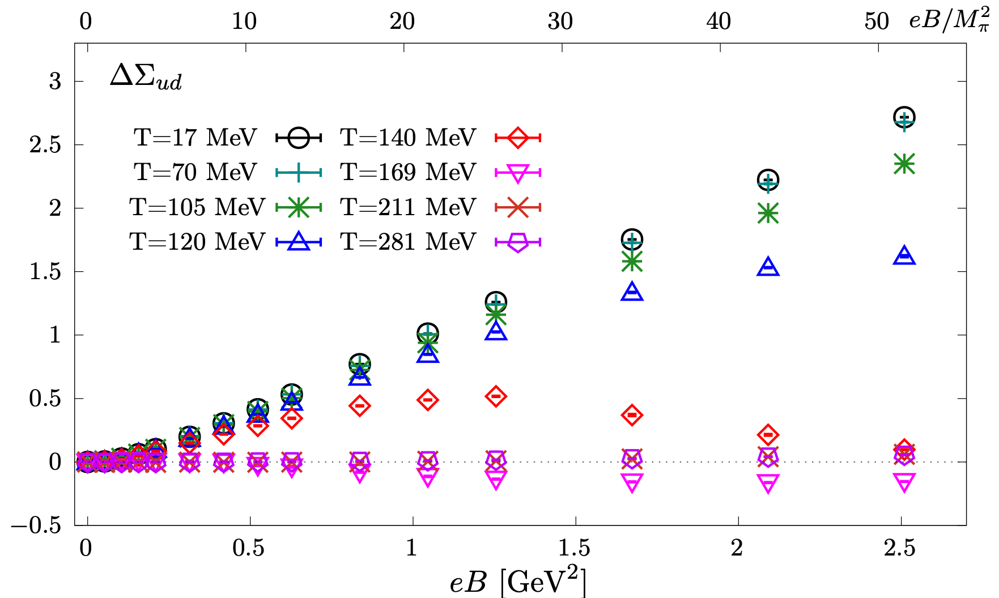 0 10 20 30 40 50 eB/M_π^2
ΔΣ_ud
3
2.5
2
1.5
1
0.5
0
−0.5
T=17 MeV T=140 MeV
T=70 MeV T=169 MeV
T=105 MeV T=211 MeV
T=120 MeV T=281 MeV
0 0.5 1 1.5 2 2.5
eB [GeV²]